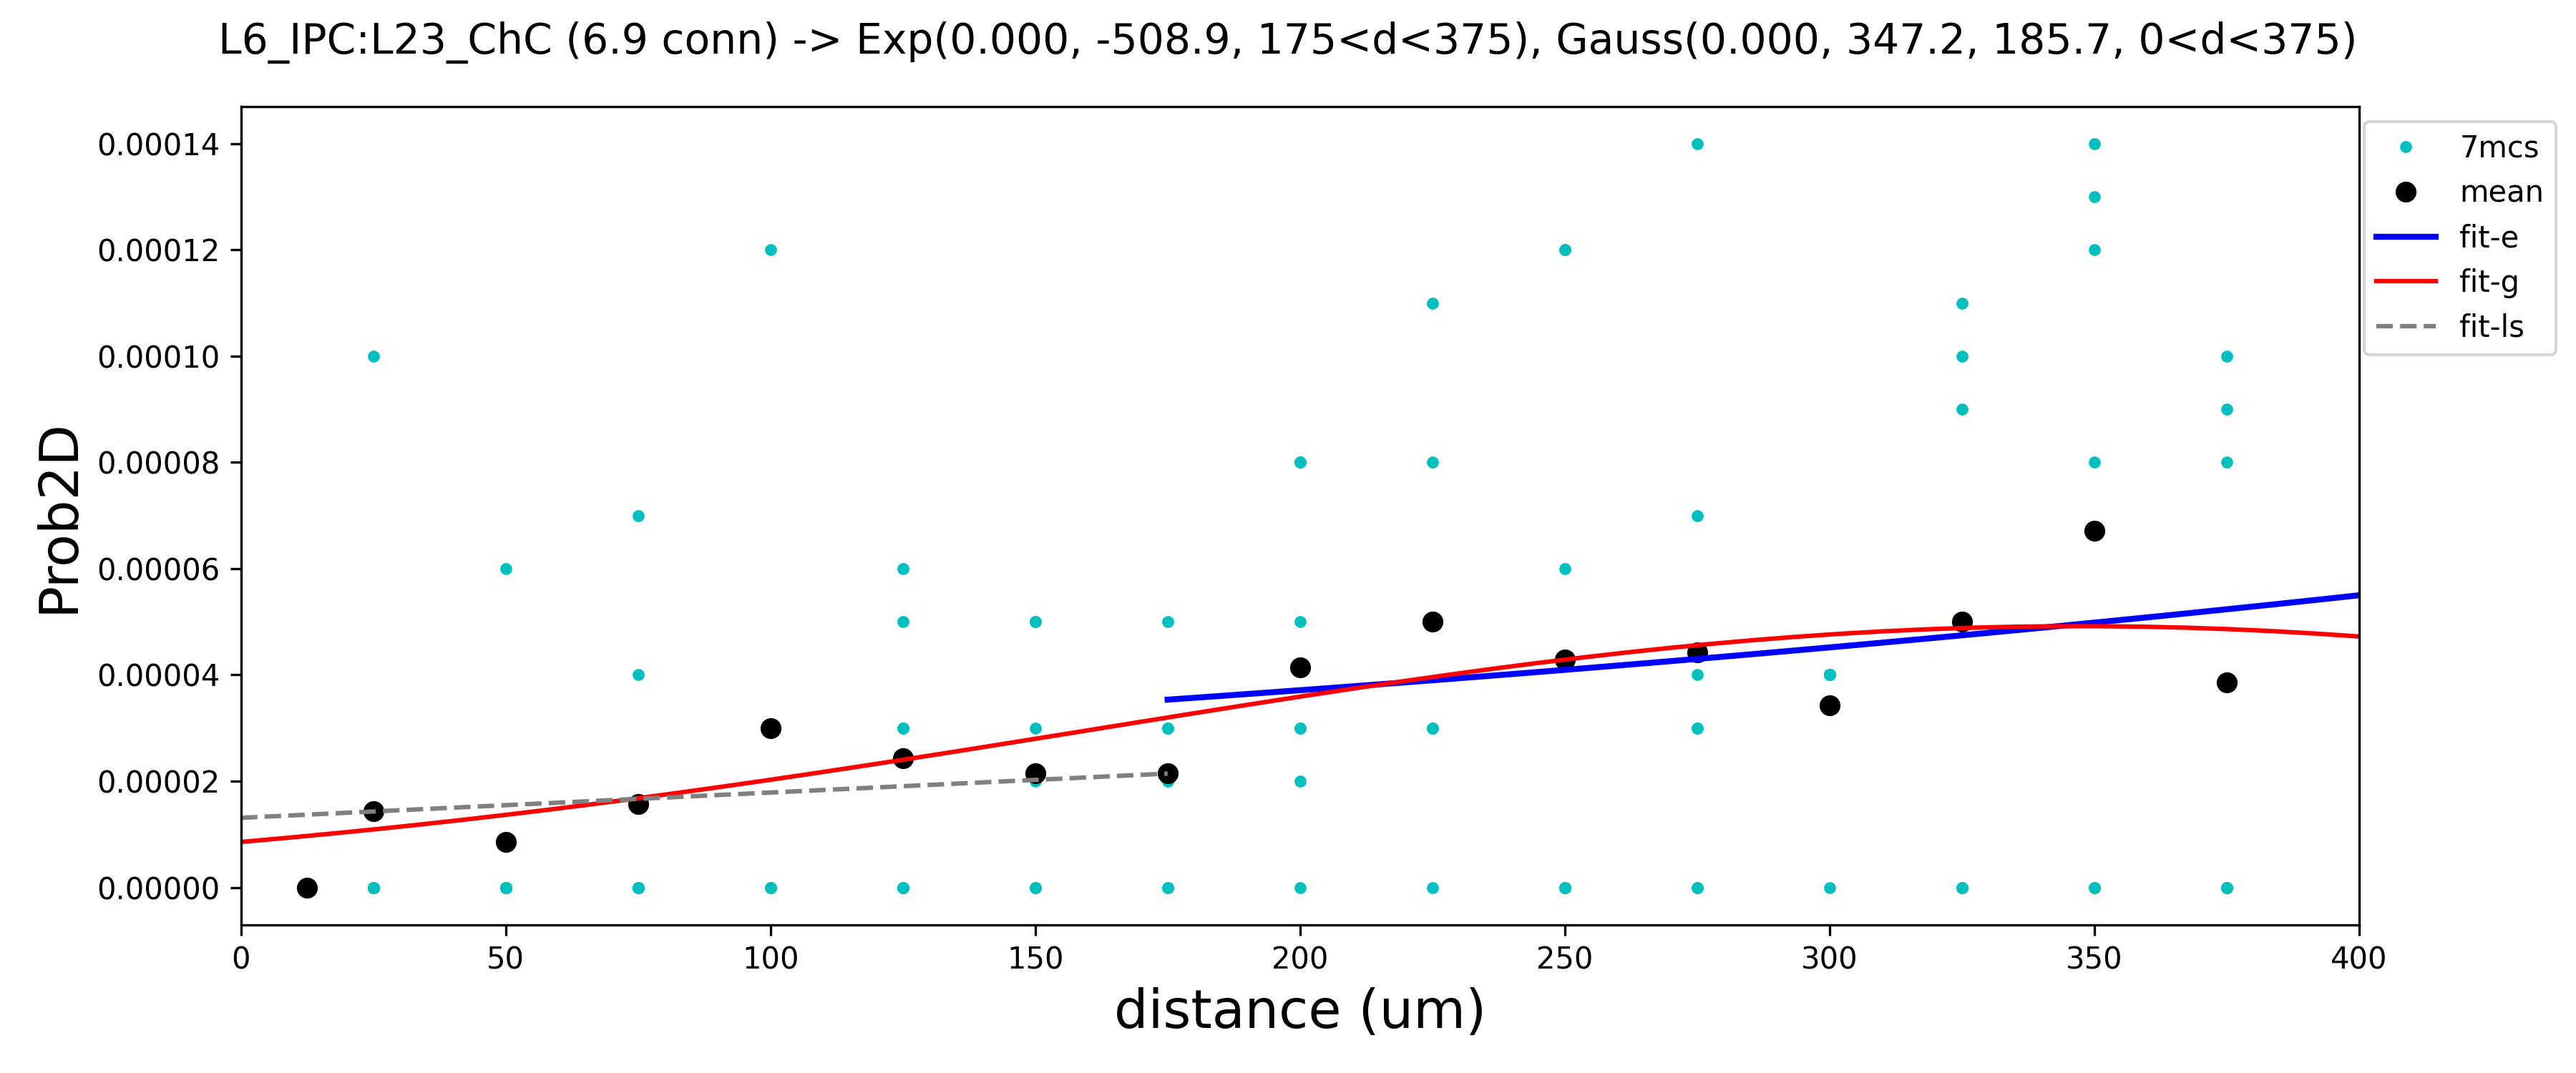 L6_IPC:L23_ChC (6.9 conn) -> Exp(0.000, -508.9, 175<d<375), Gauss(0.000, 347.2, 185.7, 0<d<375)
0.00014
0.00012
0.00010
0.00008
0.00006
0.00004
0.00002
0.00000
Prob2D
0
50
100
150
200
250
300
350
400
distance (um)
7mcs
mean
fit-e
fit-g
fit-ls